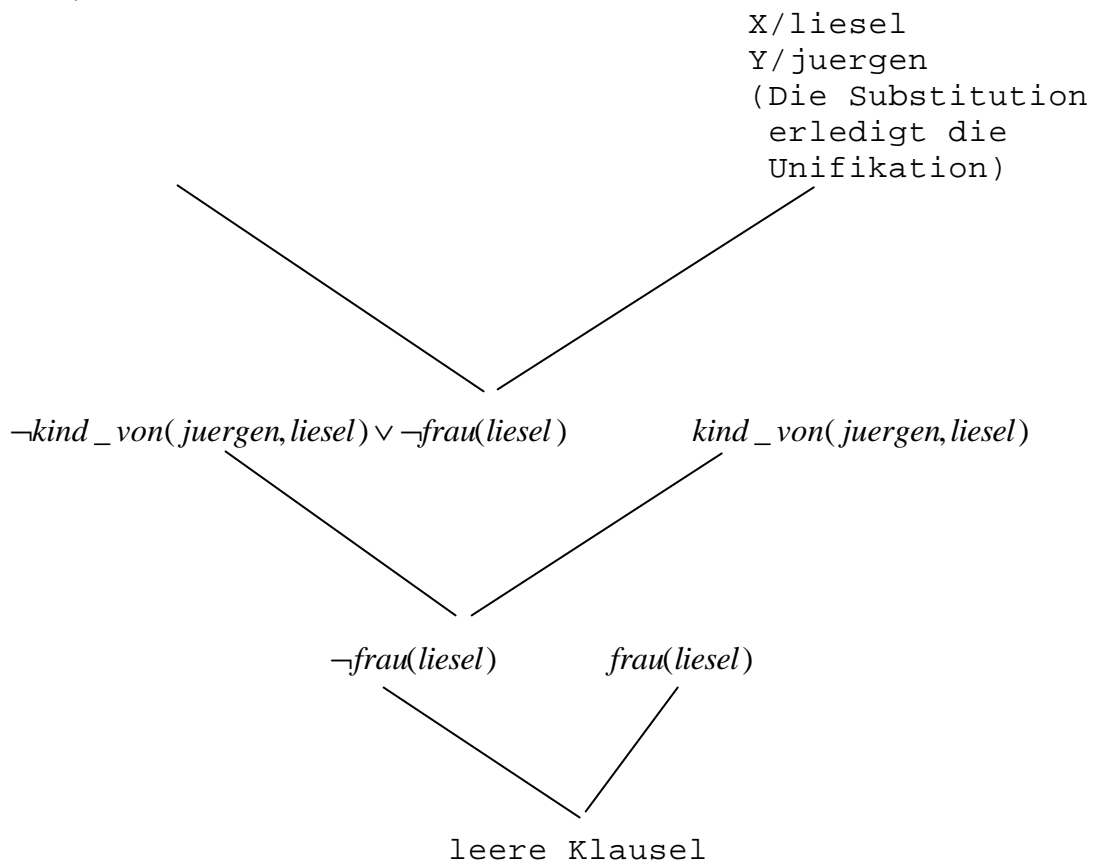 X/liesel
Y/juergen
(Die Substitution
erledigt die
Unifikation)
¬kind_von(juergen,liesel)∨¬frau(liesel) kind_von(juergen,liesel)
¬frau(liesel) frau(liesel)
leere Klausel